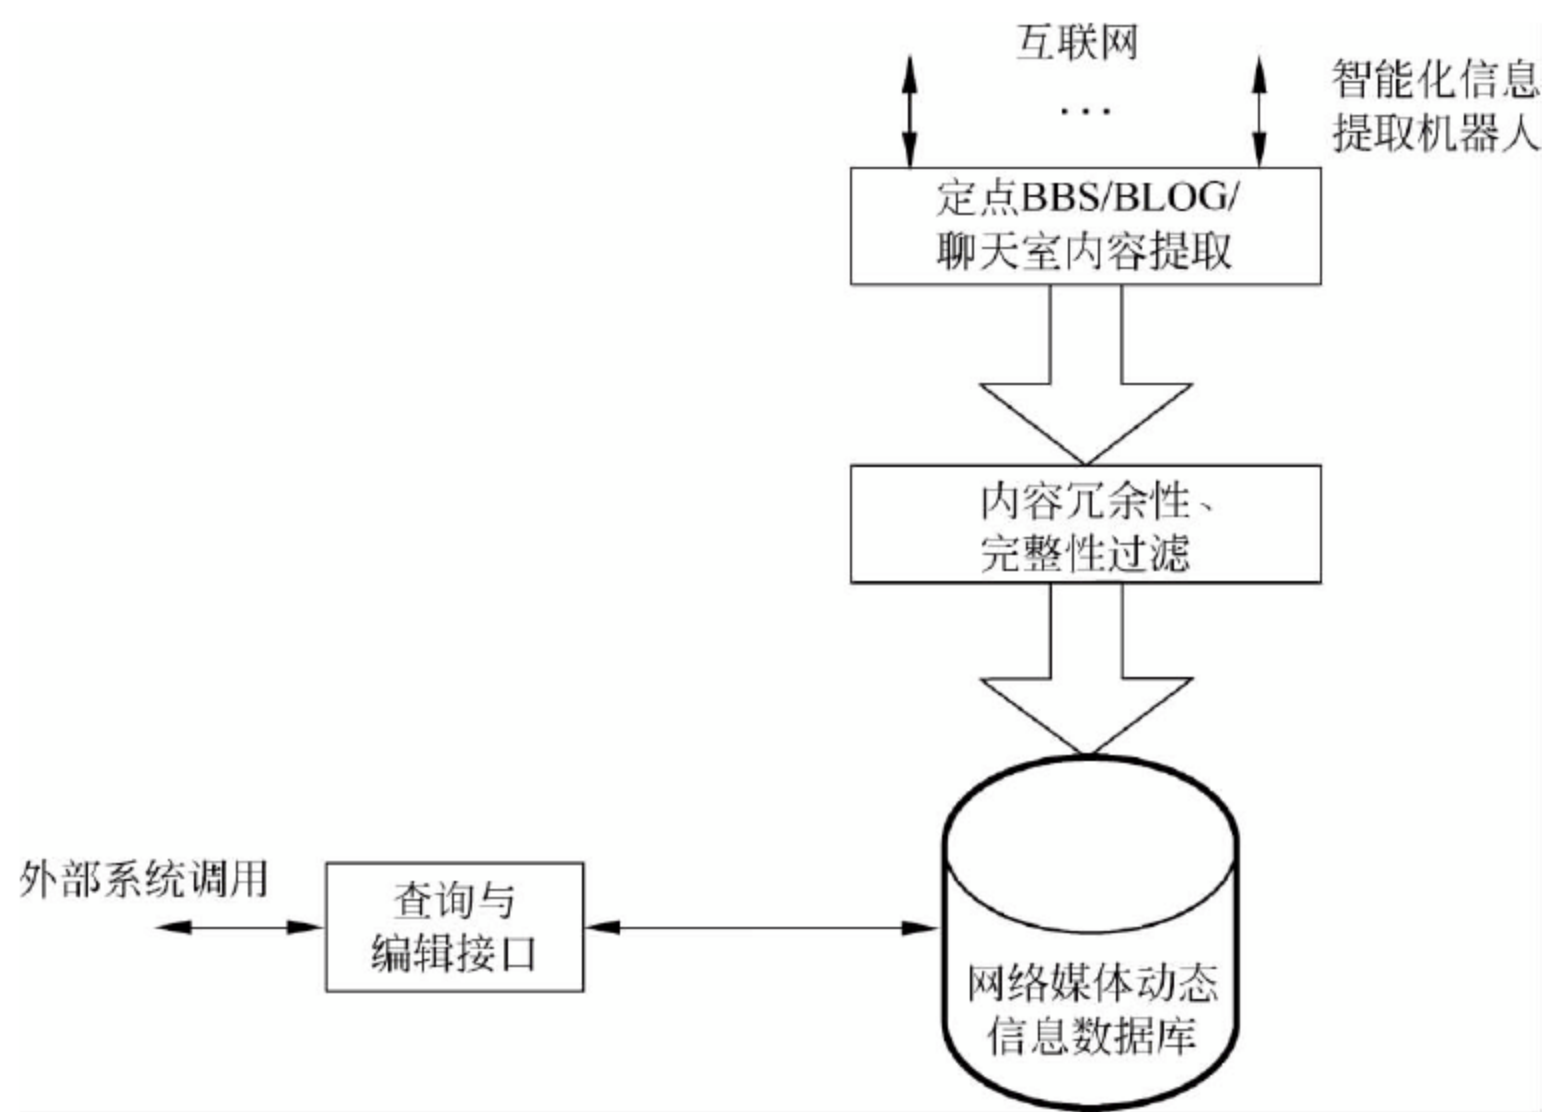 互联网
...
智能化信息
提取机器人
定点BBS/BLOG/
聊天室内容提取
内容冗余性、
完整性过滤
外部系统调用
查询与
编辑接口
网络媒体动态
信息数据库